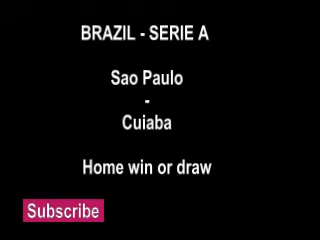 BRAZIL - SERIE A
Sao Paulo
-
Cuiaba
Home win or draw
Subscribe